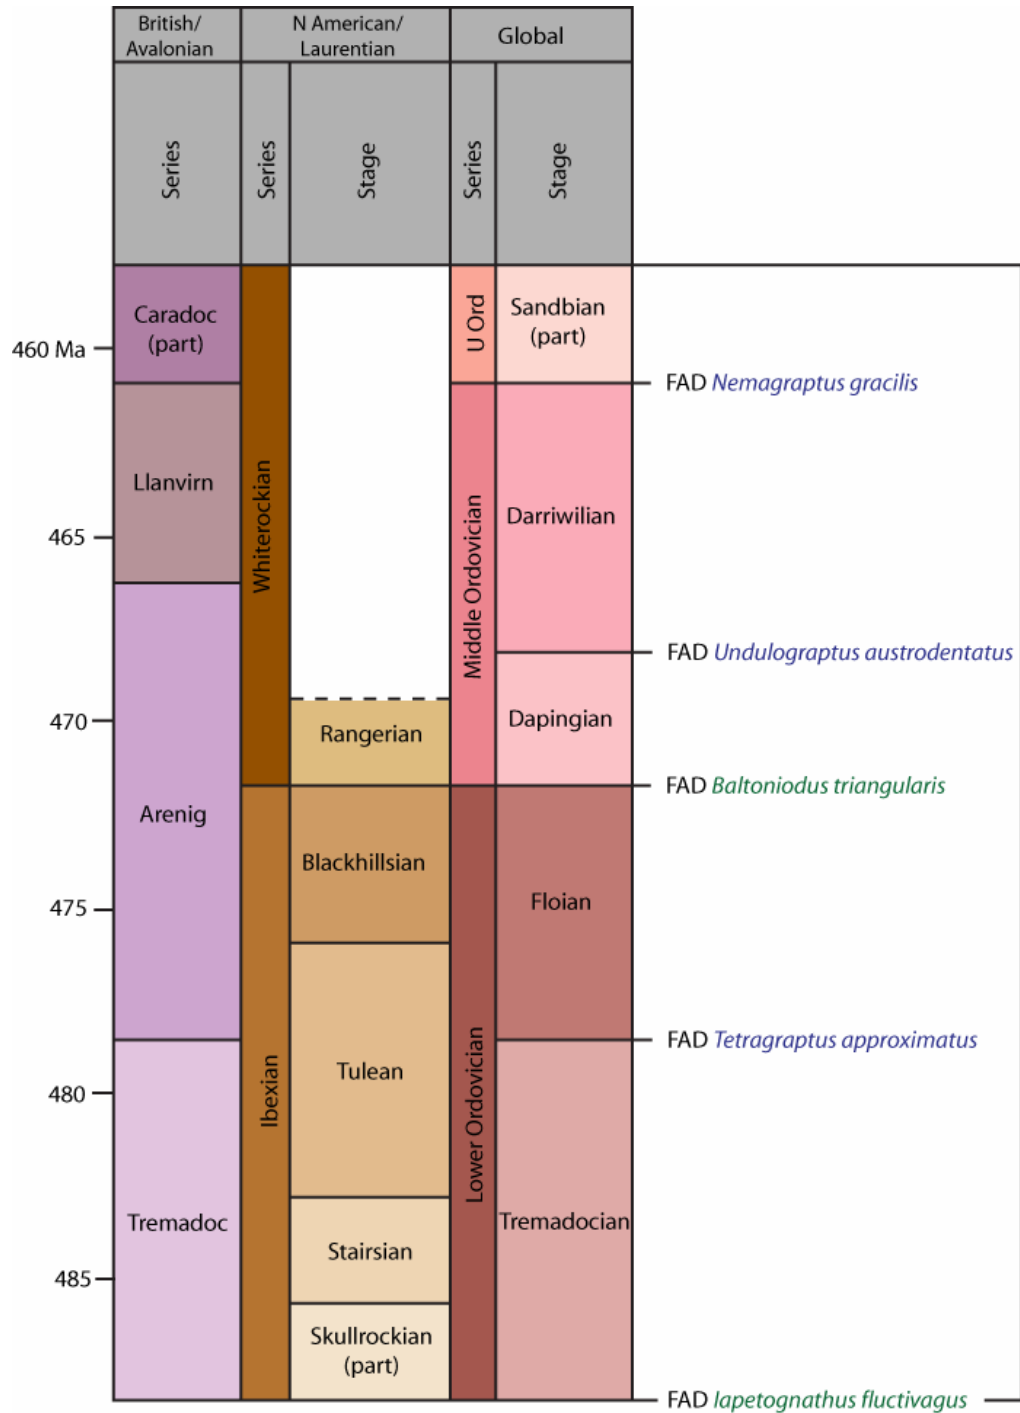 British/
Avalonian
N American/
Laurentian
Global
Series
Series
Stage
Series
Stage
Caradoc
(part)
U Ord
Sandbian
(part)
460 Ma
FAD Nemagraptus gracilis
Llanvirn
Whiterockian
Middle Ordovician
Darriwilian
465
FAD Undulograptus austrodentatus
470
Rangerian
Dapingian
FAD Baltoniodus triangularis
Arenig
Blackhillsian
Floian
475
FAD Tetragraptus approximatus
Ibexian
Tulean
Lower Ordovician
480
Tremadoc
Tremadocian
Stairsian
485
Skullrockian
(part)
FAD Iapetognathus fluctivagus